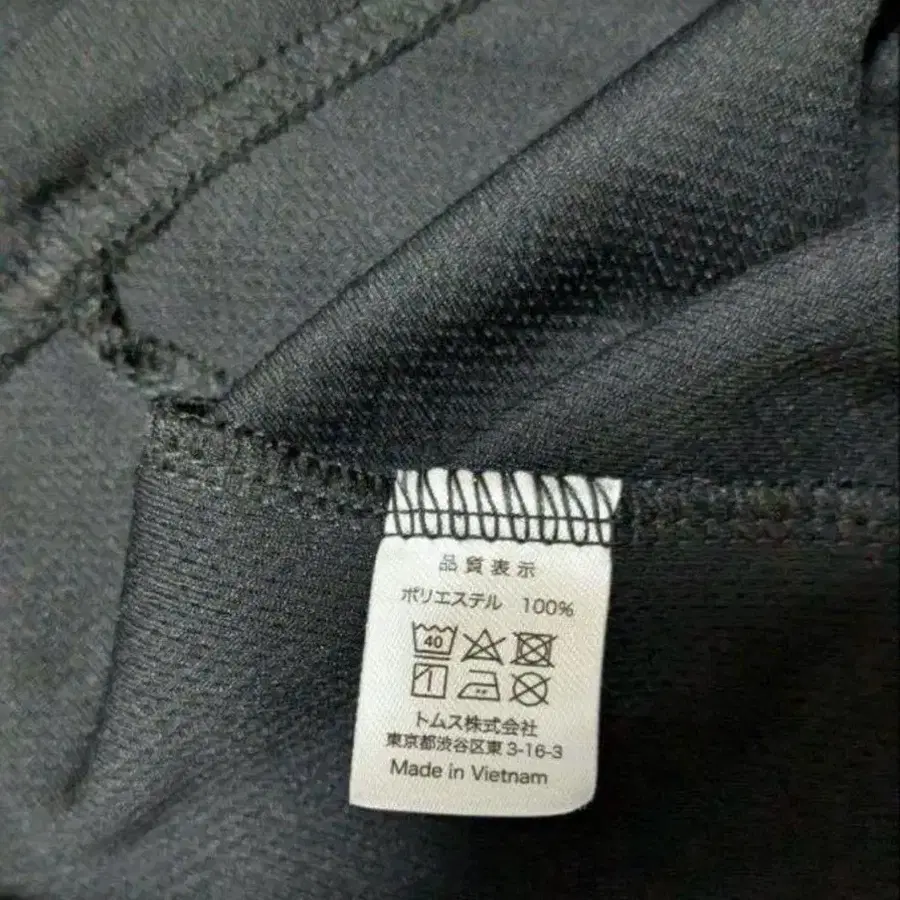 品質表示
ポリエステル 100%
40
トムス株式会社
東京都渋谷区東3-16-3
Made in Vietnam